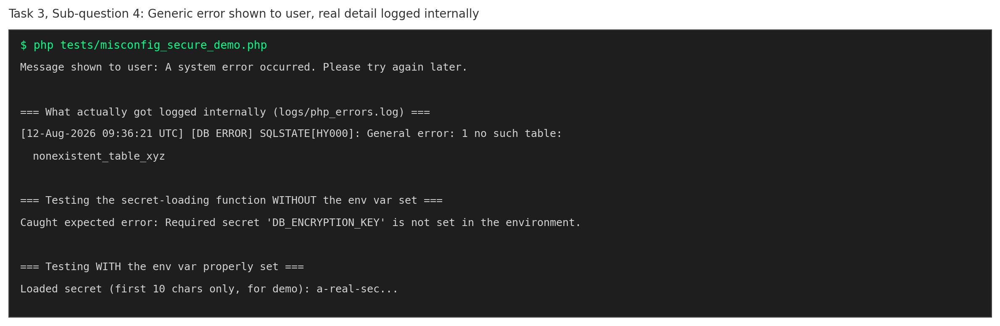 Task 3, Sub-question 4: Generic error shown to user, real detail logged internally
$ php tests/misconfig_secure_demo.php
Message shown to user: A system error occurred. Please try again later.
=== What actually got logged internally (logs/php_errors.log) ===
[12-Aug-2026 09:36:21 UTC] [DB ERROR] SQLSTATE[HY000]: General error: 1 no such table:
  nonexistent_table_xyz
=== Testing the secret-loading function WITHOUT the env var set ===
Caught expected error: Required secret 'DB_ENCRYPTION_KEY' is not set in the environment.
=== Testing WITH the env var properly set ===
Loaded secret (first 10 chars only, for demo): a-real-sec...